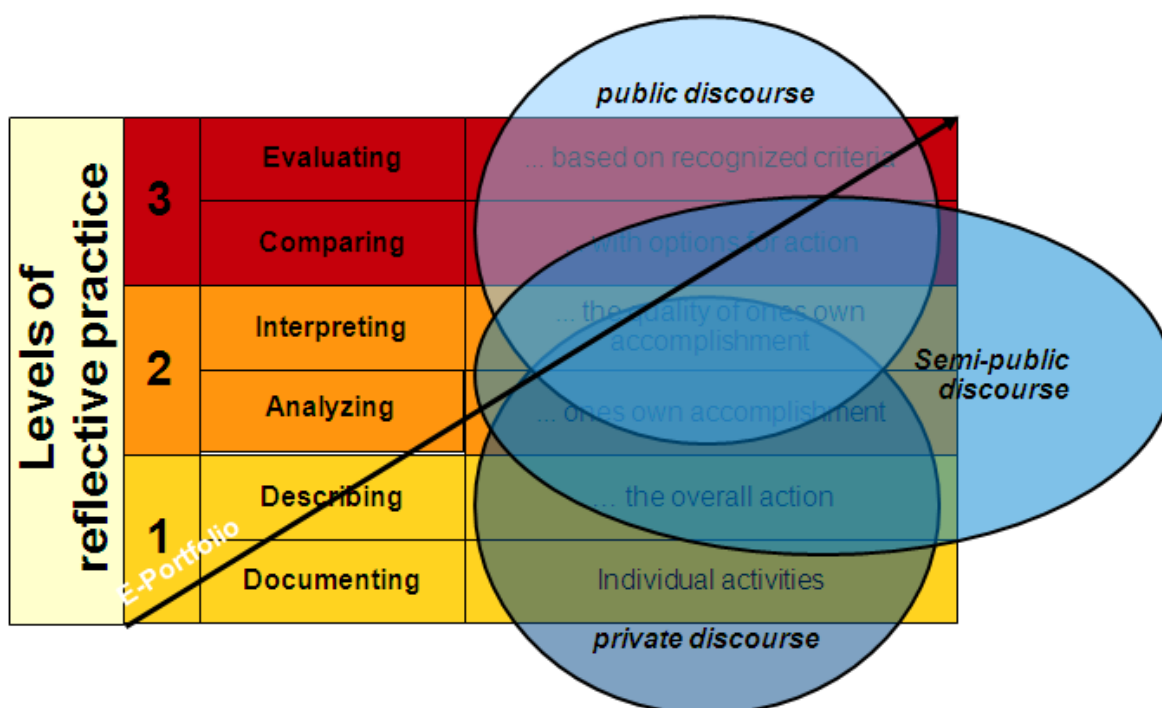 public discourse
Levels of
reflective practice
3
Evaluating
... based on recognized criteria
Comparing
... with options for action
2
Interpreting
... the quality of ones own
accomplishment
Semi-public
discourse
Analyzing
... ones own accomplishment
1
Describing
... the overall action
E-Portfolio
Documenting
Individual activities
private discourse